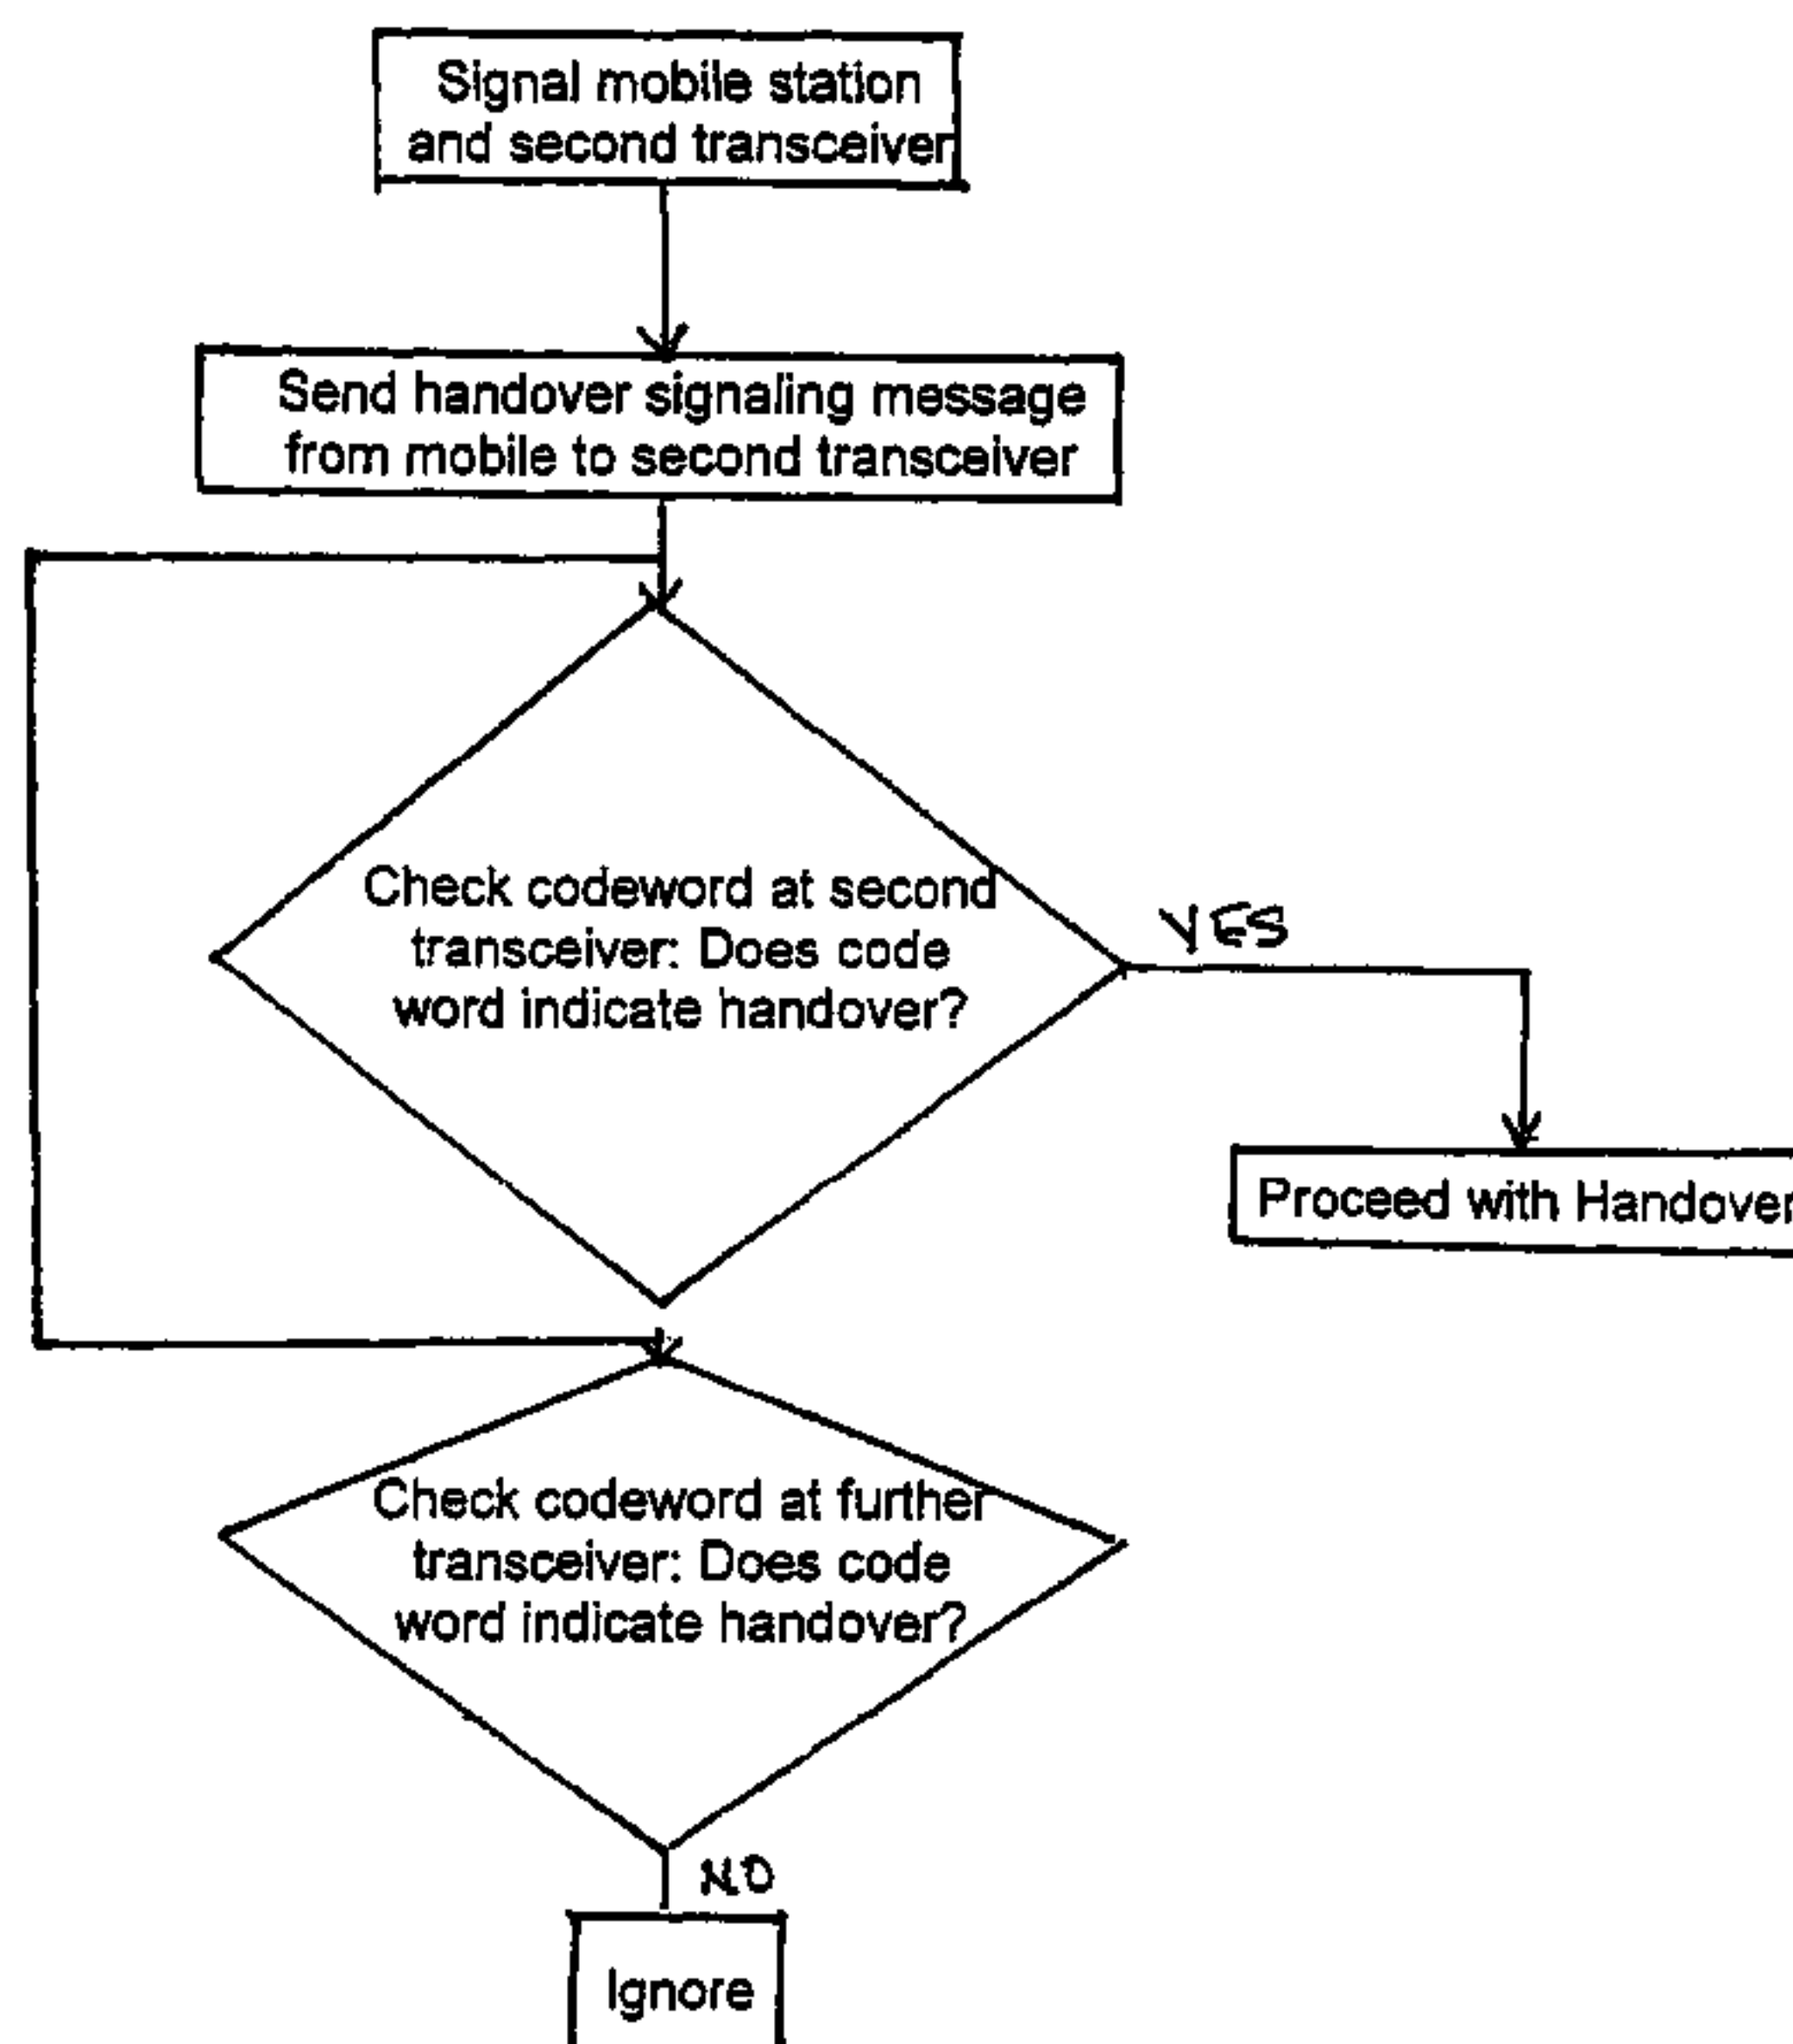 Signal mobile station
and second transceiver
Send handover signaling message
from mobile to second transceiver
Check codeword at second
transceiver: Does code
word indicate handover?
YES
Proceed with Handover
Check codeword at further
transceiver: Does code
word indicate handover?
NO
Ignore